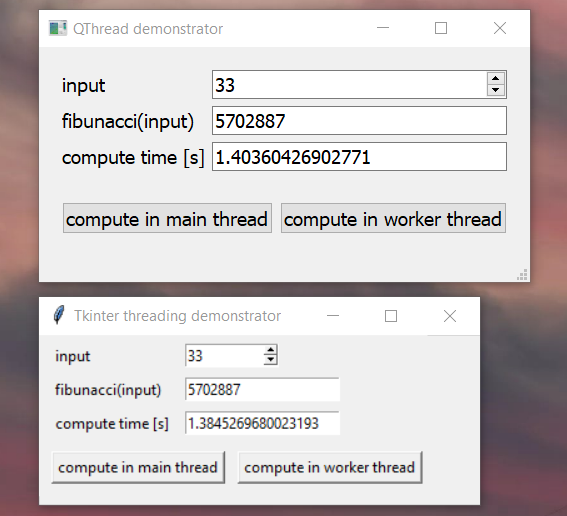 QThread demonstrator
input 33
fibunacci(input) 5702887
compute time [s] 1.40360426902771
compute in main thread compute in worker thread
Tkinter threading demonstrator
input 33
fibunacci(input) 5702887
compute time [s] 1.3845269680023193
compute in main thread compute in worker thread